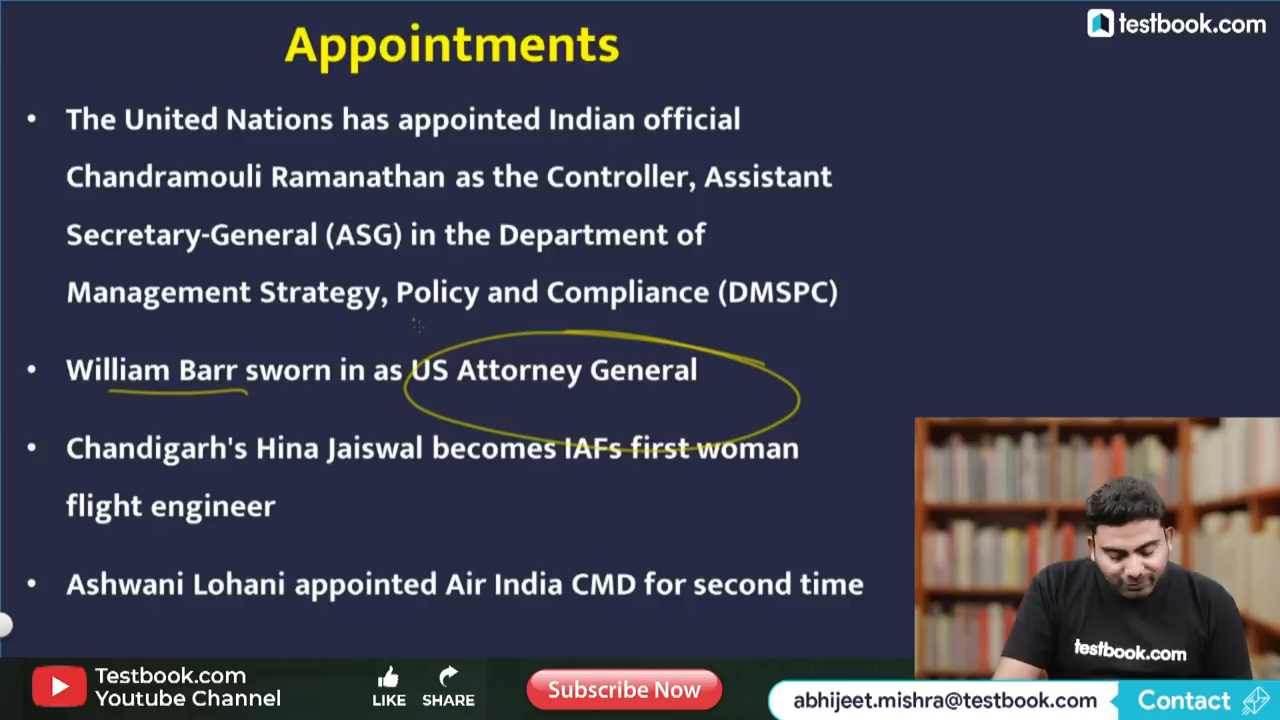 Appointments
testbook.com
• The United Nations has appointed Indian official
Chandramouli Ramanathan as the Controller, Assistant
Secretary-General (ASG) in the Department of
Management Strategy, Policy and Compliance (DMSPC)
• William Barr sworn in as US Attorney General
• Chandigarh's Hina Jaiswal becomes IAFs first woman
flight engineer
• Ashwani Lohani appointed Air India CMD for second time
testbook.com
Testbook.com
Youtube Channel
LIKE
SHARE
Subscribe Now
abhijeet.mishra@testbook.com
Contact